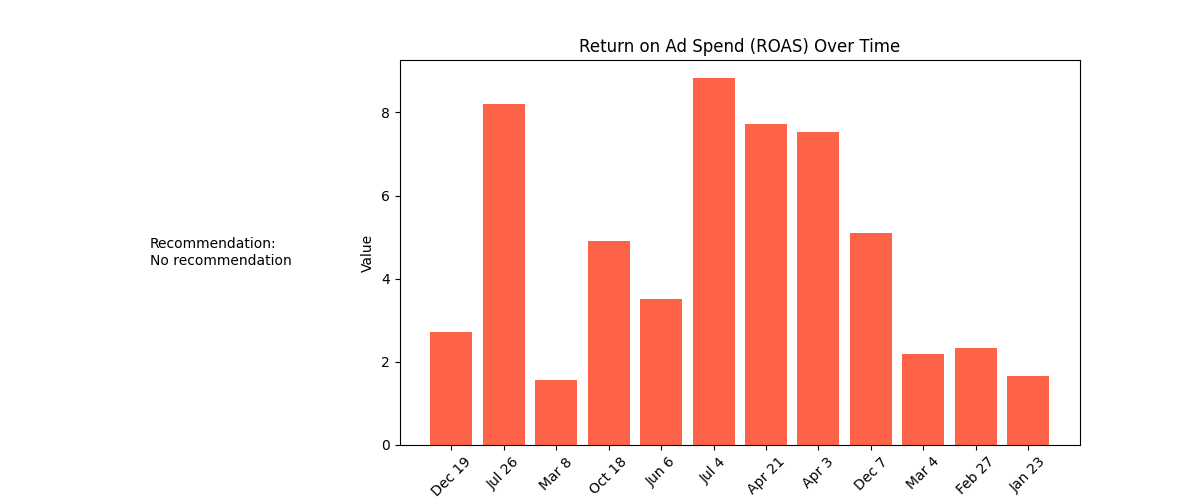 Return on Ad Spend (ROAS) Over Time
Recommendation:
No recommendation
Value
8
6
4
2
0
Dec 19 Jul 26 Mar 8 Oct 18 Jun 6 Jul 4 Apr 21 Apr 3 Dec 7 Mar 4 Feb 27 Jan 23